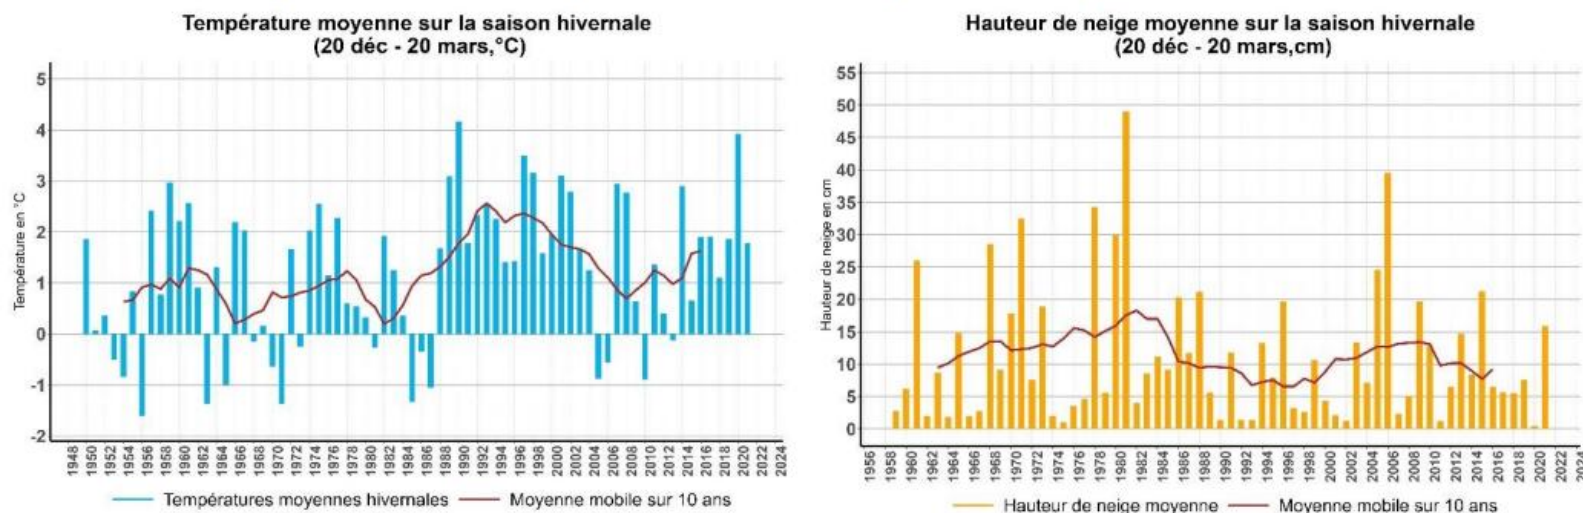 Température moyenne sur la saison hivernale
(20 déc - 20 mars,°C)
Température en °C
5
4
3
2
1
0
-1
-2
1948 1950 1952 1954 1956 1958 1960 1962 1964 1966 1968 1970 1972 1974 1976 1978 1980 1982 1984 1986 1988 1990 1992 1994 1996 1998 2000 2002 2004 2006 2008 2010 2012 2014 2016 2018 2020 2022 2024
Températures moyennes hivernales Moyenne mobile sur 10 ans
Hauteur de neige moyenne sur la saison hivernale
(20 déc - 20 mars,cm)
Hauteur de neige en cm
55
50
45
40
35
30
25
20
15
10
5
0
1956 1958 1960 1962 1964 1966 1968 1970 1972 1974 1976 1978 1980 1982 1984 1986 1988 1990 1992 1994 1996 1998 2000 2002 2004 2006 2008 2010 2012 2014 2016 2018 2020 2022 2024
Hauteur de neige moyenne Moyenne mobile sur 10 ans